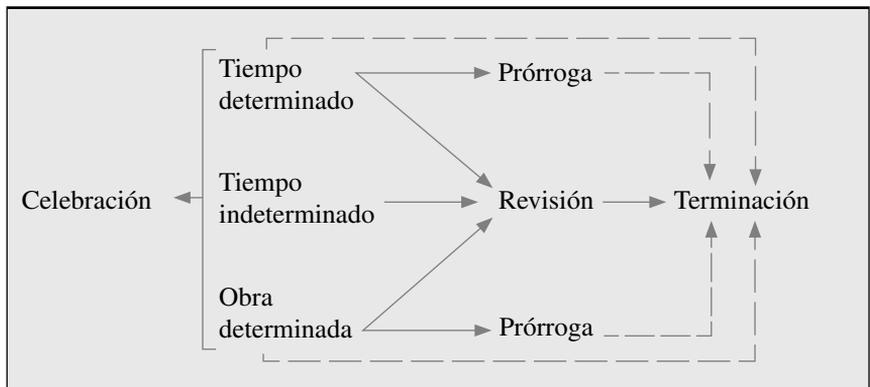 Tiempo
determinado
Prórroga
Celebración
Tiempo
indeterminado
Revisión
Terminación
Obra
determinada
Prórroga